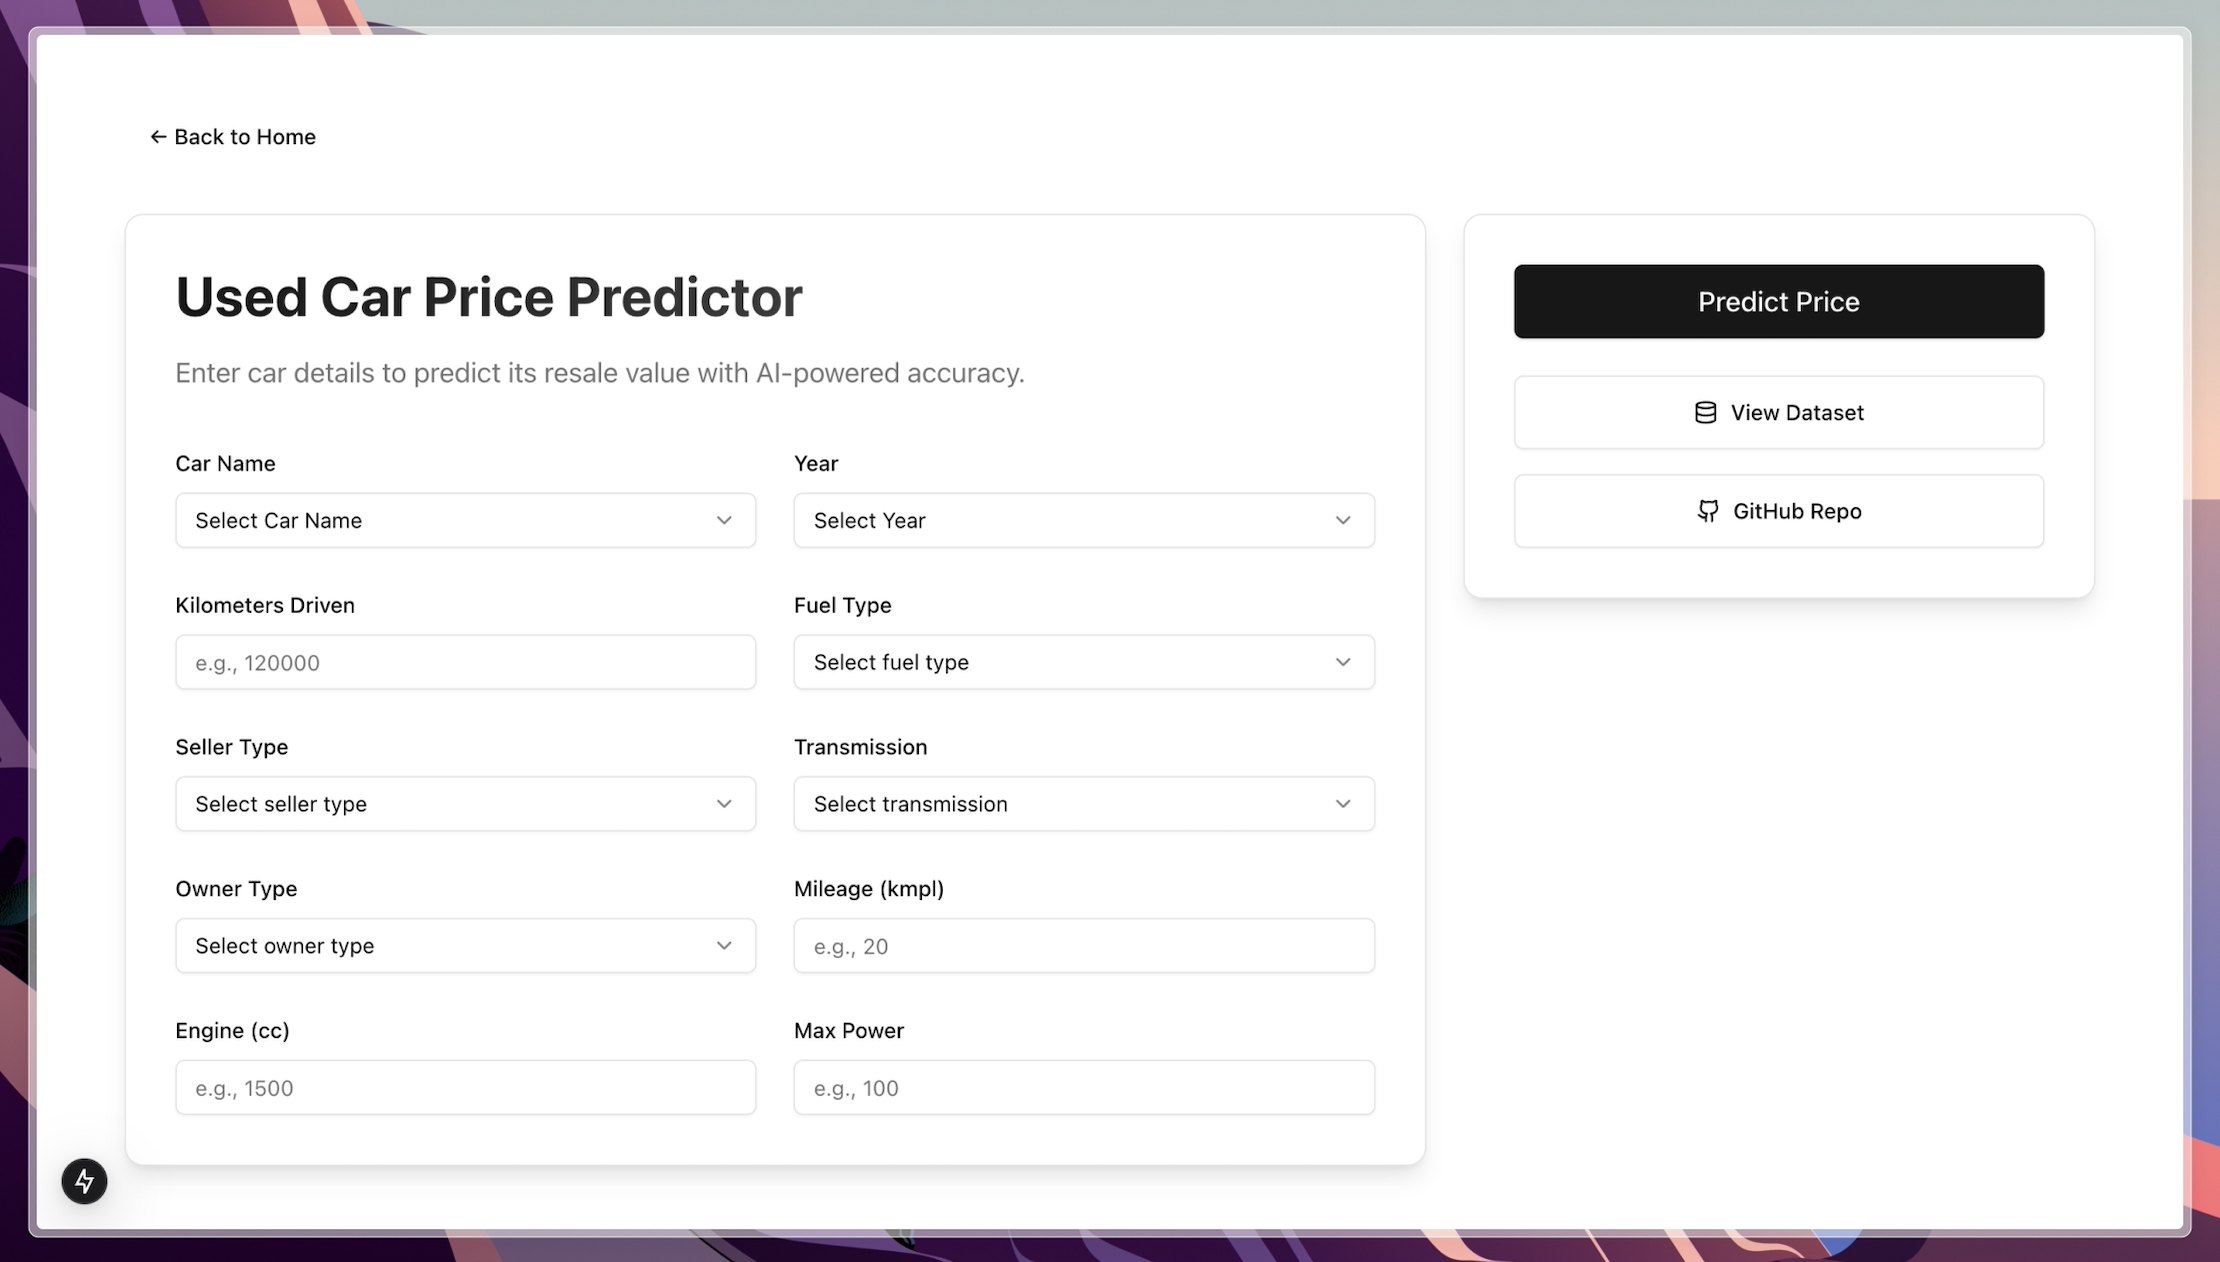 ← Back to Home
Used Car Price Predictor
Enter car details to predict its resale value with AI-powered accuracy.
Car Name
Year
Select Car Name
Select Year
Kilometers Driven
Fuel Type
e.g., 120000
Select fuel type
Seller Type
Transmission
Select seller type
Select transmission
Owner Type
Mileage (kmpl)
Select owner type
e.g., 20
Engine (cc)
Max Power
e.g., 1500
e.g., 100
Predict Price
View Dataset
GitHub Repo